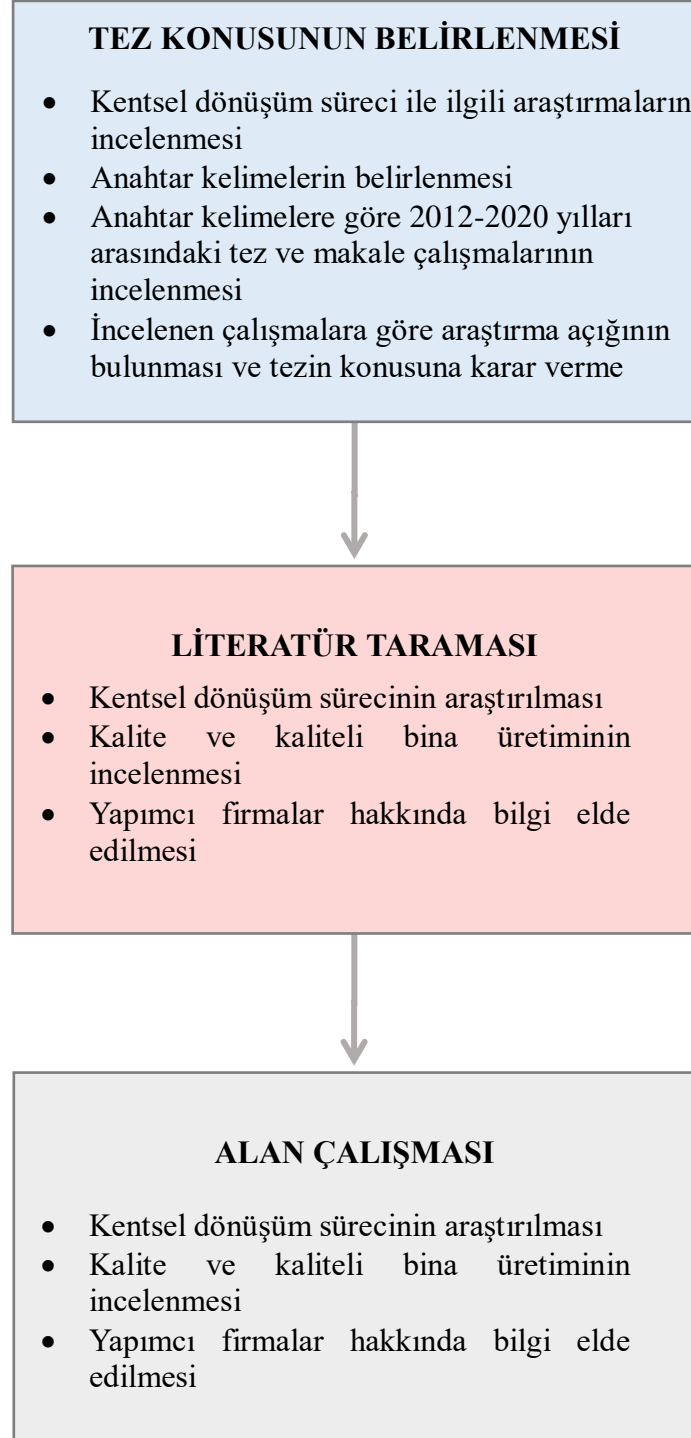 TEZ KONUSUNUN BELİRLENMESİ
• Kentsel dönüşüm süreci ile ilgili araştırmaların
incelenmesi
• Anahtar kelimelerin belirlenmesi
• Anahtar kelimelere göre 2012-2020 yılları
arasındaki tez ve makale çalışmalarının
incelenmesi
• İncelenen çalışmalara göre araştırma açığının
bulunması ve tezin konusuna karar verme
LİTERATÜR TARAMASI
• Kentsel dönüşüm sürecinin araştırılması
• Kalite ve kaliteli bina üretiminin
incelenmesi
• Yapımcı firmalar hakkında bilgi elde
edilmesi
ALAN ÇALIŞMASI
• Kentsel dönüşüm sürecinin araştırılması
• Kalite ve kaliteli bina üretiminin
incelenmesi
• Yapımcı firmalar hakkında bilgi elde
edilmesi